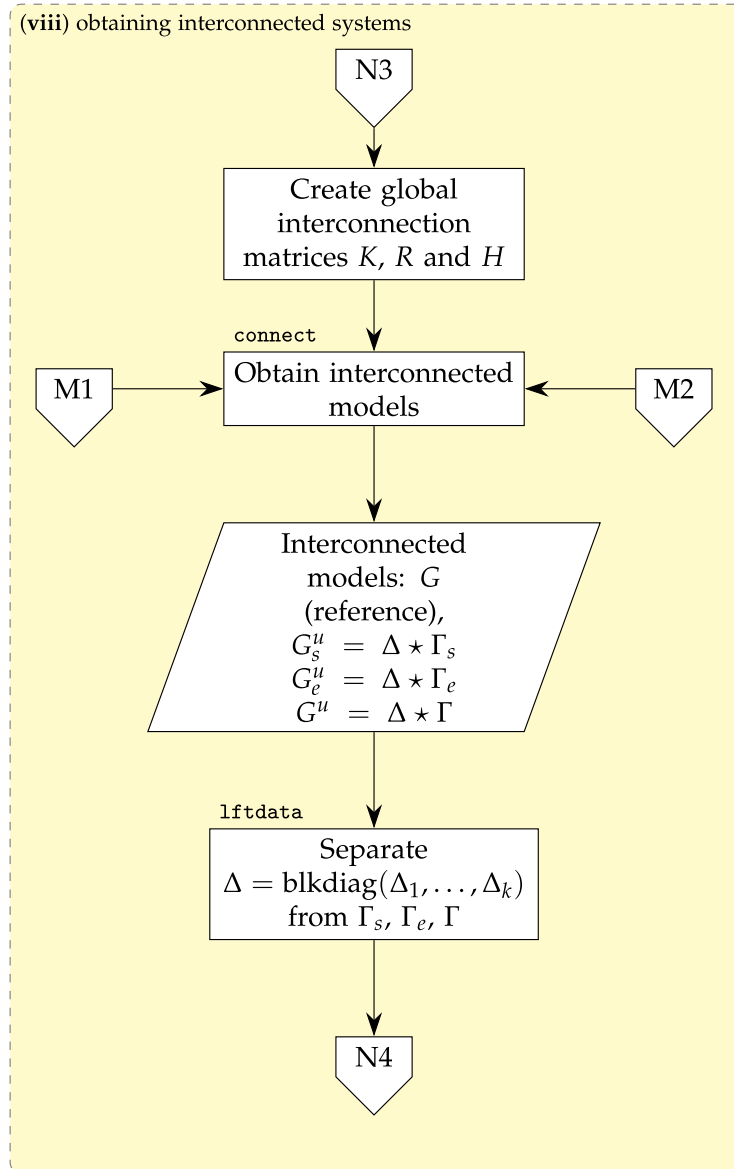 (viii) obtaining interconnected systems
N3
Create global
interconnection
matrices K, R and H
connect
M1
Obtain interconnected
models
M2
Interconnected
models: G
(reference),
G_s^u = Δ ⋆ Γ_s
G_e^u = Δ ⋆ Γ_e
G^u = Δ ⋆ Γ
lftdata
Separate
Δ = blkdiag(Δ_1, . . . , Δ_k)
from Γ_s, Γ_e, Γ
N4